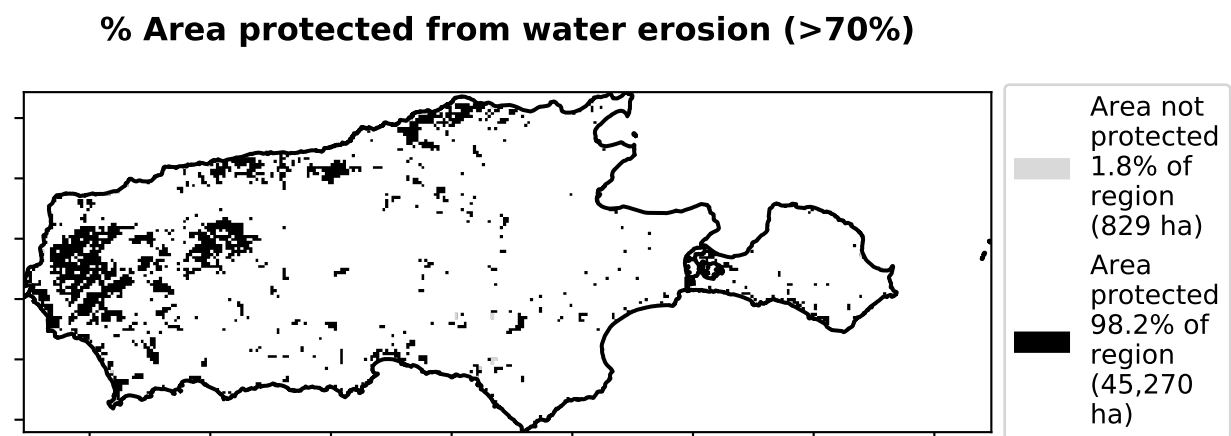 % Area protected from water erosion (>70%)
Area not
protected
1.8% of
region
(829 ha)
Area
protected
98.2% of
region
(45,270
ha)